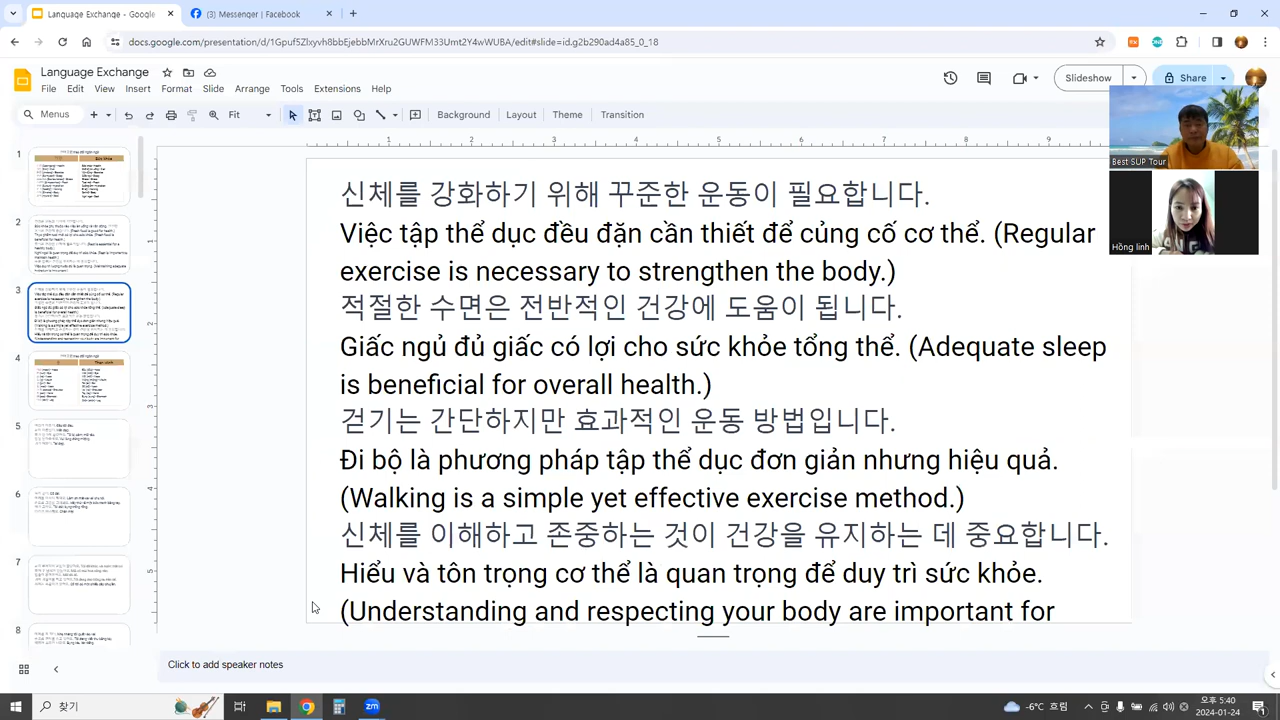 Language Exchange - Google
(3) Messenger | Facebook
docs.google.com/presentation/d/1Gpuf5Zlxyvh8bbEjebbMrXru2GUWFM33Umt2Y4wWUBA/edit#slide=id.g2b290ad4a85_0_18
Language Exchange
File Edit View Insert Format Slide Arrange Tools Extensions Help
Slideshow
Share
Menus
Fit
Background Layout Theme Transition
신체를 강화하기 위해 꾸준한 운동이 필요합니다.
Việc tập thể dục đều đặn cần thiết để củng cố cơ thể. (Regular
exercise is necessary to strengthen the body.)
적절한 수면은 전반적인 건강에 도움이 됩니다.
Giấc ngủ đủ giấc có lợi cho sức khỏe tổng thể. (Adequate sleep
is beneficial for overall health.)
걷기는 간단하지만 효과적인 운동 방법입니다.
Đi bộ là phương pháp tập thể dục đơn giản nhưng hiệu quả.
(Walking is a simple yet effective exercise method.)
신체를 이해하고 존중하는 것이 건강을 유지하는 데 중요합니다.
Hiểu và tôn trọng cơ thể là quan trọng để duy trì sức khỏe.
(Understanding and respecting your body are important for
Best SUP Tour
Hồng linh
1
2
3
4
5
6
7
8
Click to add speaker notes
찾기
-6°C 흐림
오후 5:40
2024-01-24